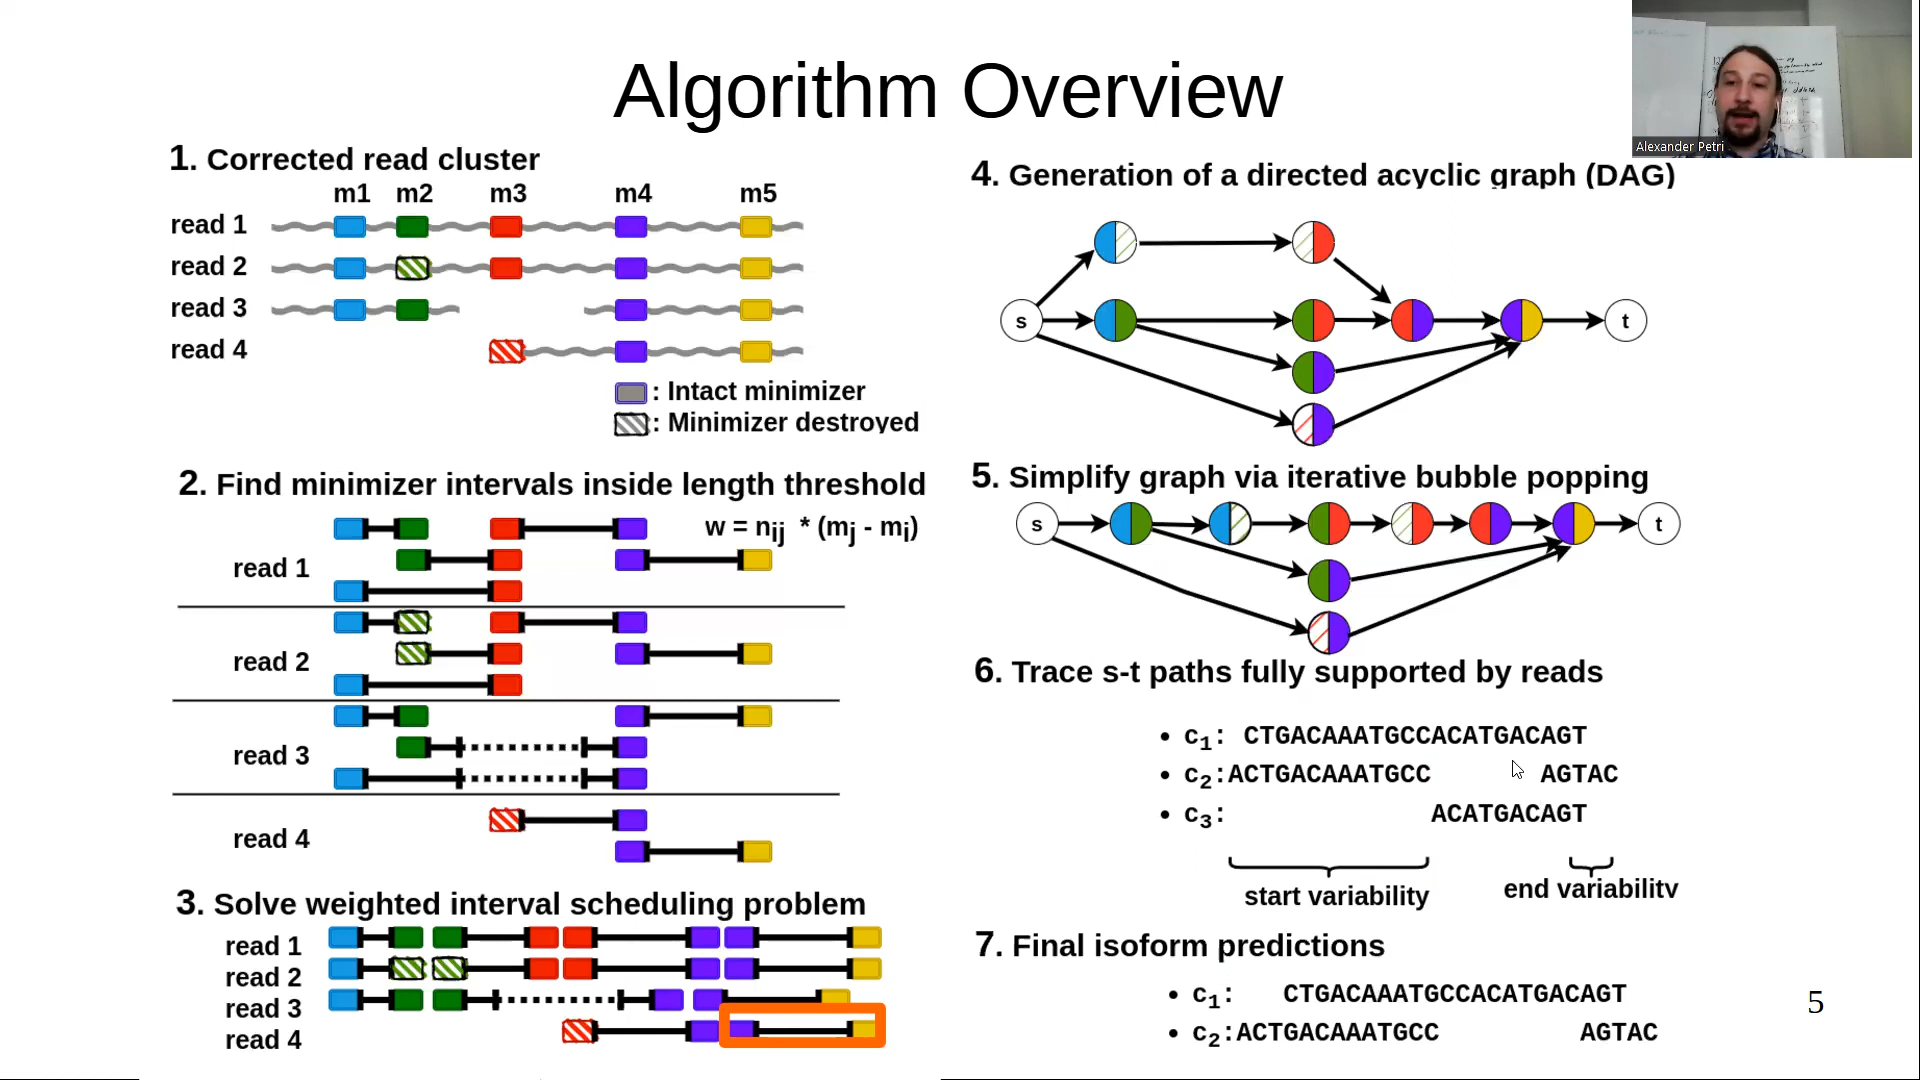 Algorithm Overview
Alexander Petri
1. Corrected read cluster
m1 m2 m3 m4 m5
read 1
read 2
read 3
read 4
: Intact minimizer
: Minimizer destroyed
2. Find minimizer intervals inside length threshold
w = nij * (mj - mi)
read 1
read 2
read 3
read 4
3. Solve weighted interval scheduling problem
read 1
read 2
read 3
read 4
4. Generation of a directed acyclic graph (DAG)
s t
5. Simplify graph via iterative bubble popping
s t
6. Trace s-t paths fully supported by reads
• c1: CTGACAAATGCCACATGACAGT
• c2:ACTGACAAATGCC AGTAC
• c3: ACATGACAGT
start variability end variability
7. Final isoform predictions
• c1: CTGACAAATGCCACATGACAGT
• c2:ACTGACAAATGCC AGTAC
5